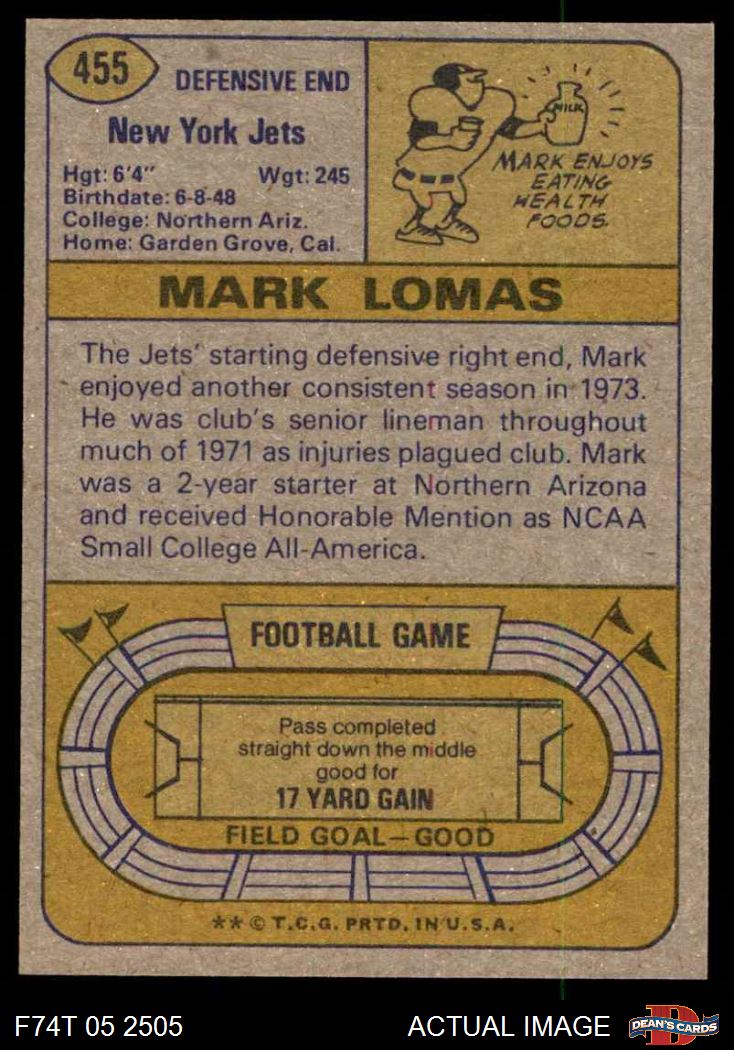 455
DEFENSIVE END
New York Jets
Hgt: 6'4" Wgt: 245
Birthdate: 6-8-48
College: Northern Ariz.
Home: Garden Grove, Cal.
MILK
MARK ENJOYS
EATING
HEALTH
FOODS.
MARK LOMAS
The Jets' starting defensive right end, Mark
enjoyed another consistent season in 1973.
He was club's senior lineman throughout
much of 1971 as injuries plagued club. Mark
was a 2-year starter at Northern Arizona
and received Honorable Mention as NCAA
Small College All-America.
FOOTBALL GAME
Pass completed
straight down the middle
good for
17 YARD GAIN
FIELD GOAL—GOOD
** © T.C.G. PRTD. IN U.S.A.
F74T 05 2505
ACTUAL IMAGE
D
DEAN'S CARDS